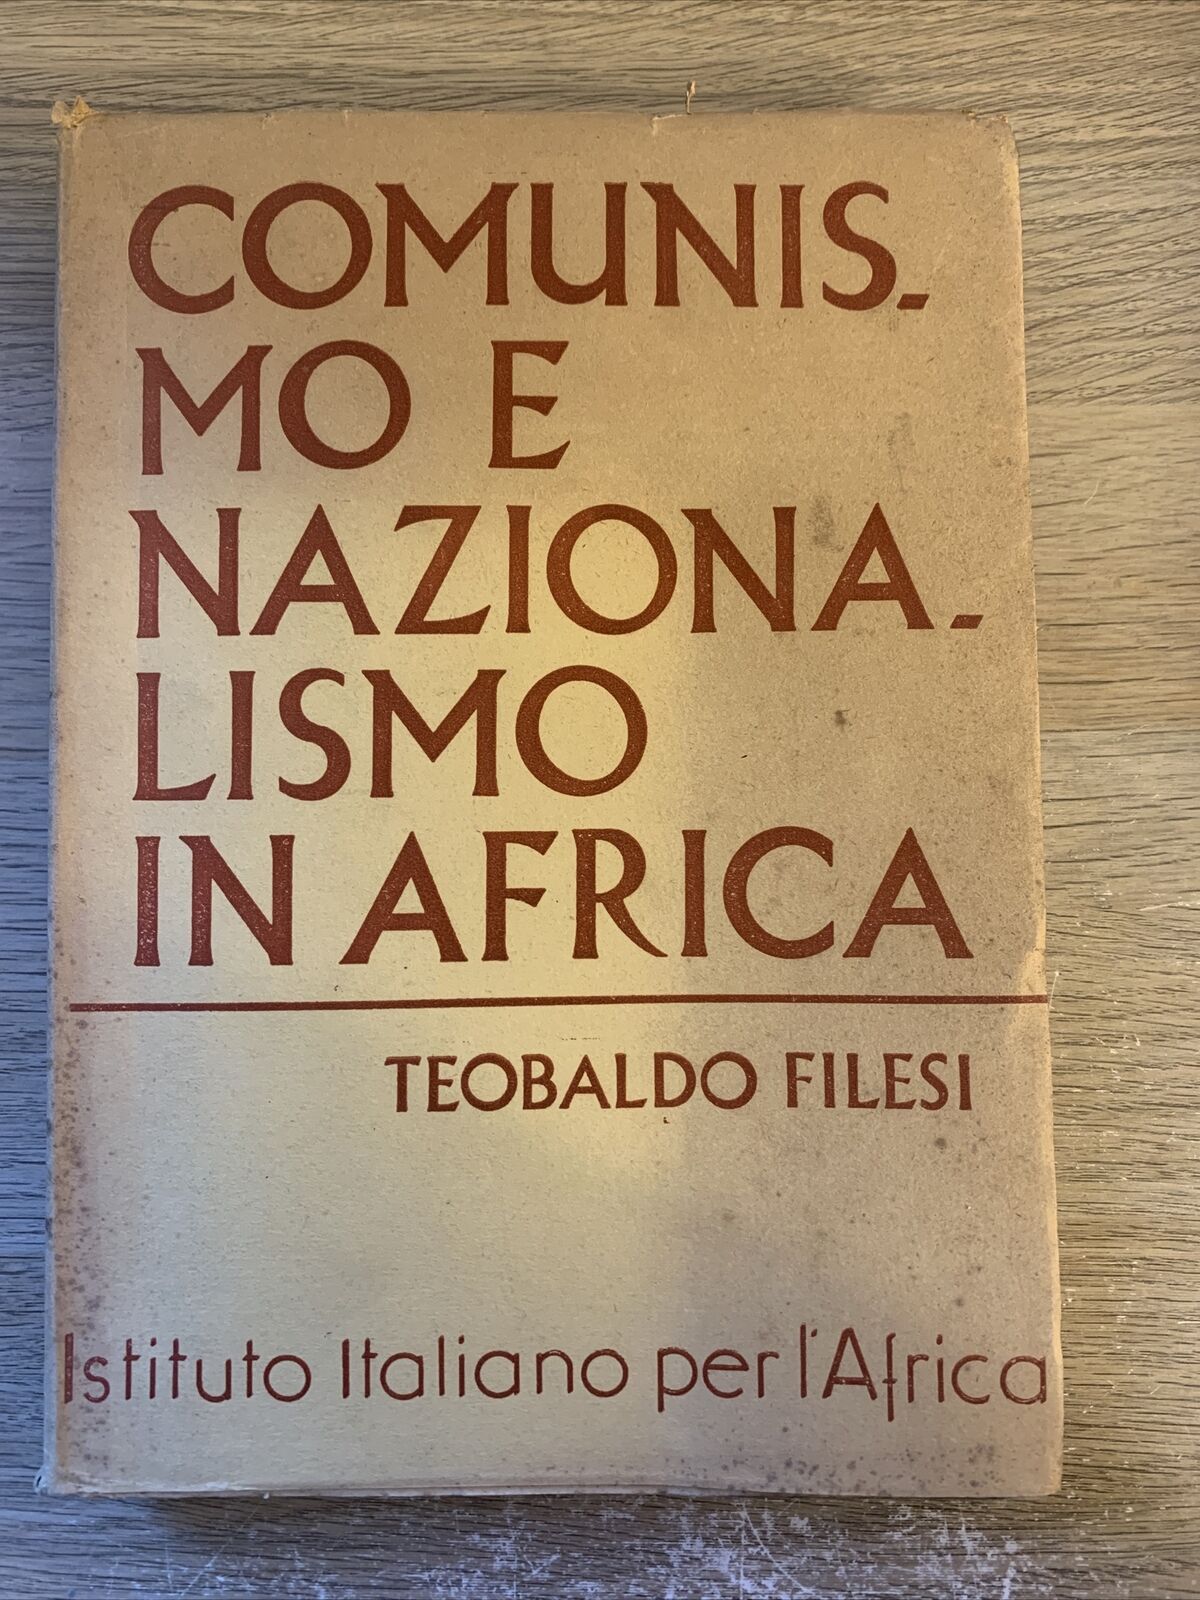 COMUNIS-
MO E
NAZIONA-
LISMO
IN AFRICA
TEOBALDO FILESI
Istituto Italiano per l'Africa